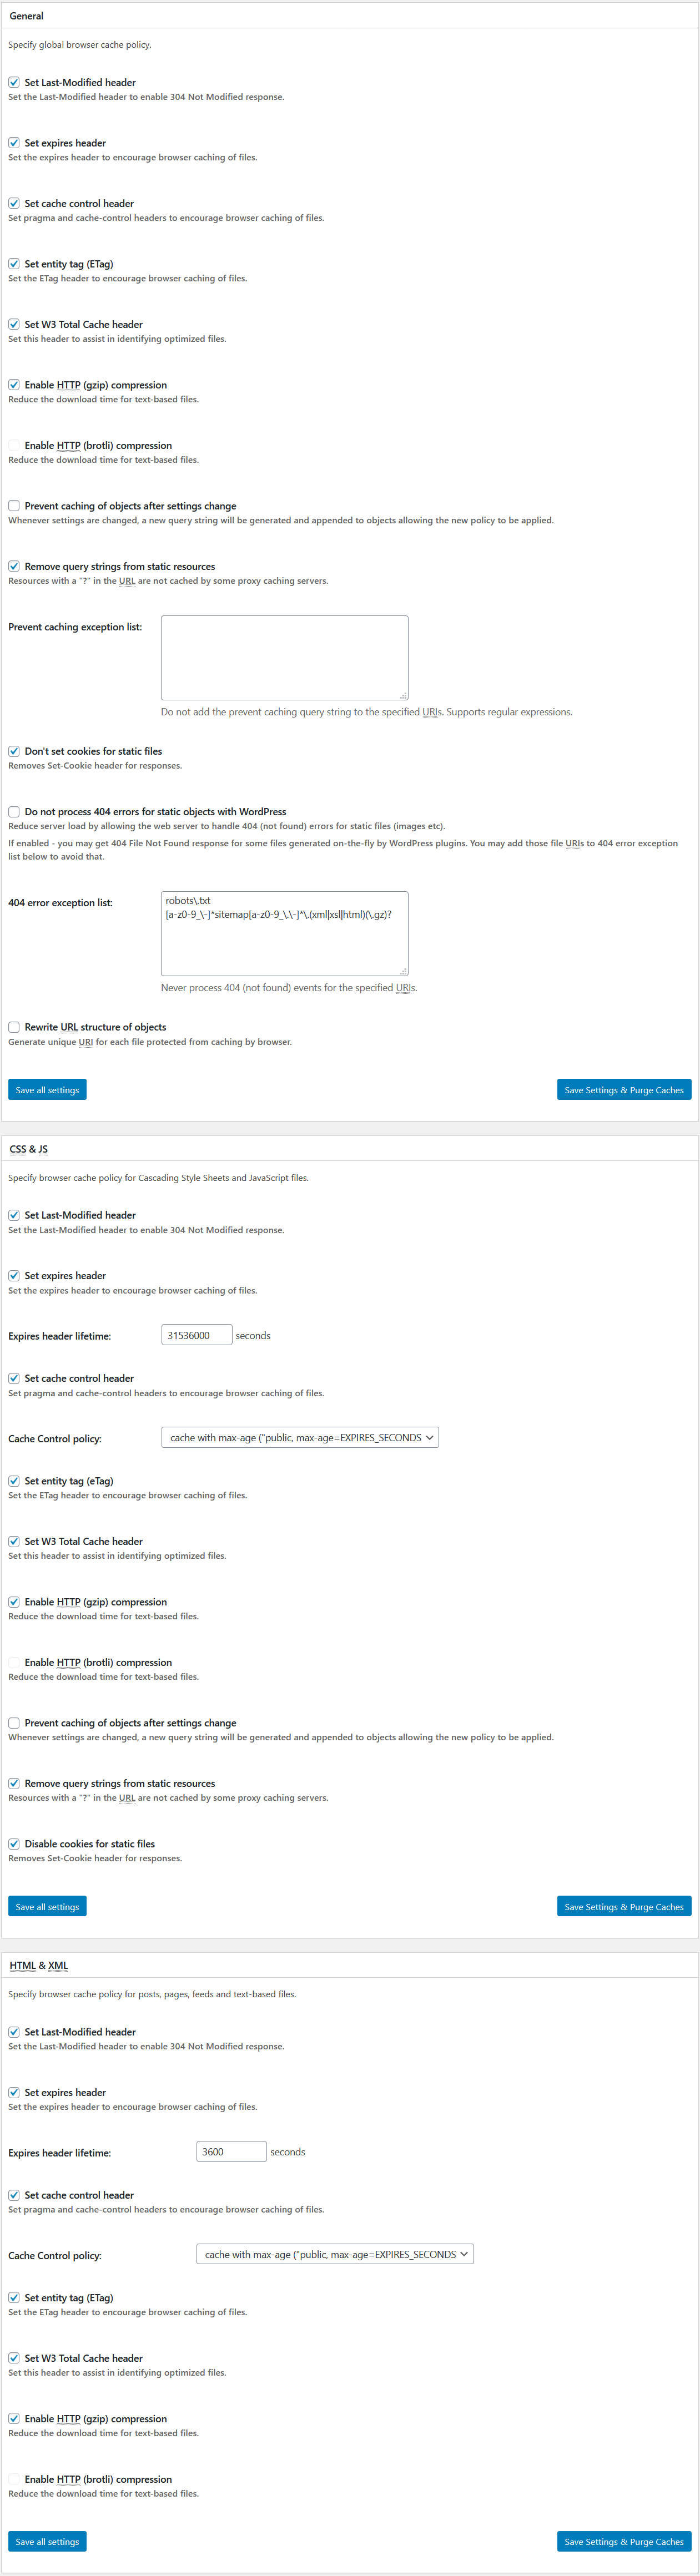 General
Specify global browser cache policy.
Set Last-Modified header
Set the Last-Modified header to enable 304 Not Modified response.
Set expires header
Set the expires header to encourage browser caching of files.
Set cache control header
Set pragma and cache-control headers to encourage browser caching of files.
Set entity tag (ETag)
Set the ETag header to encourage browser caching of files.
Set W3 Total Cache header
Set this header to assist in identifying optimized files.
Enable HTTP (gzip) compression
Reduce the download time for text-based files.
Enable HTTP (brotli) compression
Reduce the download time for text-based files.
Prevent caching of objects after settings change
Whenever settings are changed, a new query string will be generated and appended to objects allowing the new policy to be applied.
Remove query strings from static resources
Resources with a "?" in the URL are not cached by some proxy caching servers.
Prevent caching exception list:
Do not add the prevent caching query string to the specified URIs. Supports regular expressions.
Don't set cookies for static files
Removes Set-Cookie header for responses.
Do not process 404 errors for static objects with WordPress
Reduce server load by allowing the web server to handle 404 (not found) errors for static files (images etc).
If enabled - you may get 404 File Not Found response for some files generated on-the-fly by WordPress plugins. You may add those file URIs to 404 error exception
list below to avoid that.
404 error exception list:
robots\.txt
[a-z0-9_\-]*sitemap[a-z0-9_\.\-]*\.(xml|xsl|html)(\.gz)?
Never process 404 (not found) events for the specified URIs.
Rewrite URL structure of objects
Generate unique URI for each file protected from caching by browser.
Save all settings
Save Settings & Purge Caches
CSS & JS
Specify browser cache policy for Cascading Style Sheets and JavaScript files.
Set Last-Modified header
Set the Last-Modified header to enable 304 Not Modified response.
Set expires header
Set the expires header to encourage browser caching of files.
Expires header lifetime: 31536000 seconds
Set cache control header
Set pragma and cache-control headers to encourage browser caching of files.
Cache Control policy: cache with max-age ("public, max-age=EXPIRES_SECONDS
Set entity tag (eTag)
Set the ETag header to encourage browser caching of files.
Set W3 Total Cache header
Set this header to assist in identifying optimized files.
Enable HTTP (gzip) compression
Reduce the download time for text-based files.
Enable HTTP (brotli) compression
Reduce the download time for text-based files.
Prevent caching of objects after settings change
Whenever settings are changed, a new query string will be generated and appended to objects allowing the new policy to be applied.
Remove query strings from static resources
Resources with a "?" in the URL are not cached by some proxy caching servers.
Disable cookies for static files
Removes Set-Cookie header for responses.
Save all settings
Save Settings & Purge Caches
HTML & XML
Specify browser cache policy for posts, pages, feeds and text-based files.
Set Last-Modified header
Set the Last-Modified header to enable 304 Not Modified response.
Set expires header
Set the expires header to encourage browser caching of files.
Expires header lifetime: 3600 seconds
Set cache control header
Set pragma and cache-control headers to encourage browser caching of files.
Cache Control policy: cache with max-age ("public, max-age=EXPIRES_SECONDS
Set entity tag (ETag)
Set the ETag header to encourage browser caching of files.
Set W3 Total Cache header
Set this header to assist in identifying optimized files.
Enable HTTP (gzip) compression
Reduce the download time for text-based files.
Enable HTTP (brotli) compression
Reduce the download time for text-based files.
Save all settings
Save Settings & Purge Caches